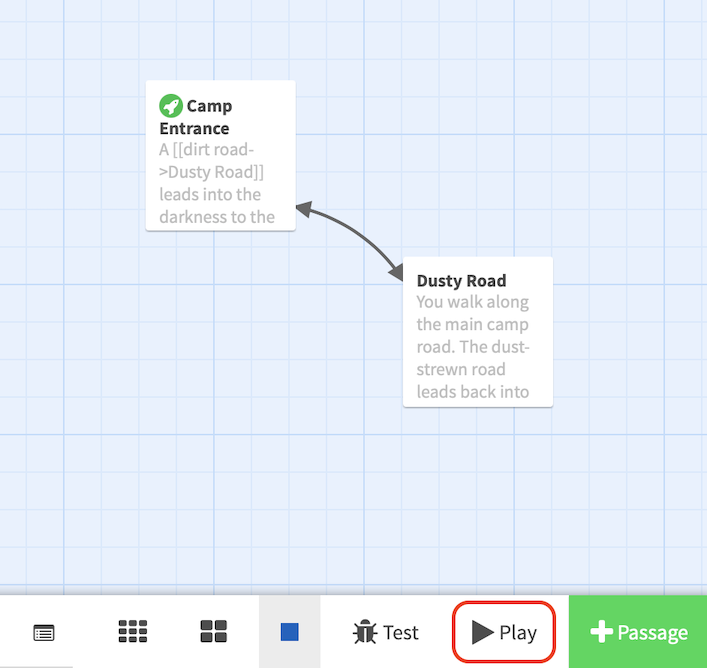 Camp
Entrance
A [[dirt road-
>Dusty Road]]
leads into the
darkness to the
Dusty Road
You walk along
the main camp
road. The dust-
strewn road
leads back into
Test
Play
Passage